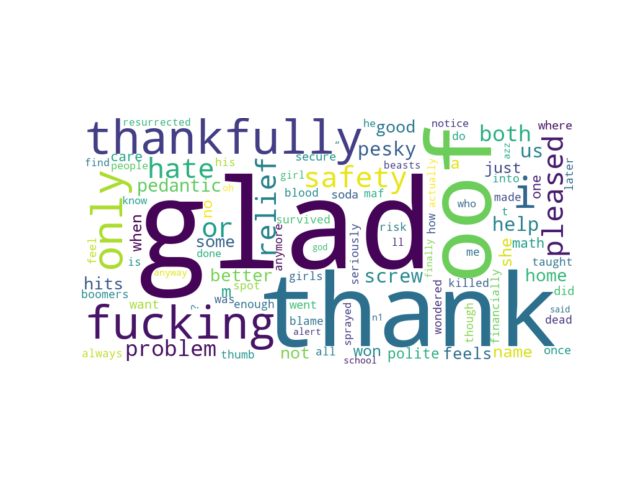 resurrected
he
notice
thankfully
good
do
where
both
oof
find
people
care
his
secure
"
pesky
beasts
azz
us
into
later
hate
relief
girl
safety
actually
a
just
one
pedantic
oh
blood
soda
maf
who
i
made
pleased
only
know
glad
survived
risk
how
t
help
or
no
some
god
ll
me
she
math
when
anymore
seriously
wondered
finally
taught
feel
is
anyway
done
better
girls
screw
killed
home
hits
m
spot
financially
did
boomers
want
was
enough
went
thank
though
fucking
?
blame
sprayed
n1
said
alert
dead
always
problem
thumb
not
all
won
polite
feels
name
once
school